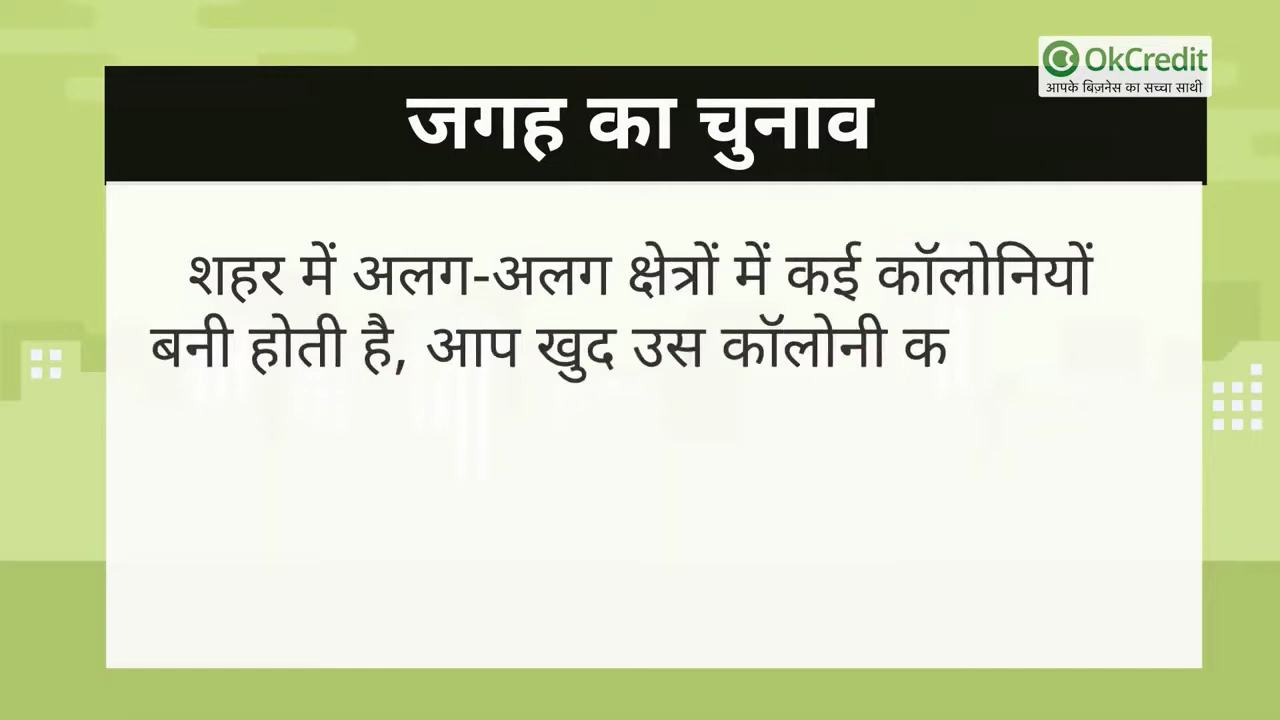 OkCredit
आपके बिज़नेस का सच्चा साथी
जगह का चुनाव
शहर में अलग-अलग क्षेत्रों में कई कॉलोनियों
बनी होती है, आप खुद उस कॉलोनी क